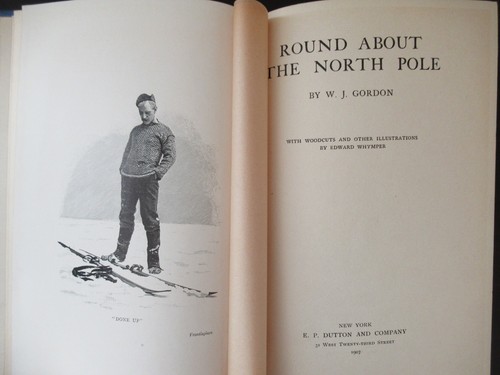 "DONE UP"
Frontispiece
ROUND ABOUT
THE NORTH POLE
BY W. J. GORDON
WITH WOODCUTS AND OTHER ILLUSTRATIONS
BY EDWARD WHYMPER
NEW YORK
E. P. DUTTON AND COMPANY
31 WEST TWENTY-THIRD STREET
1907